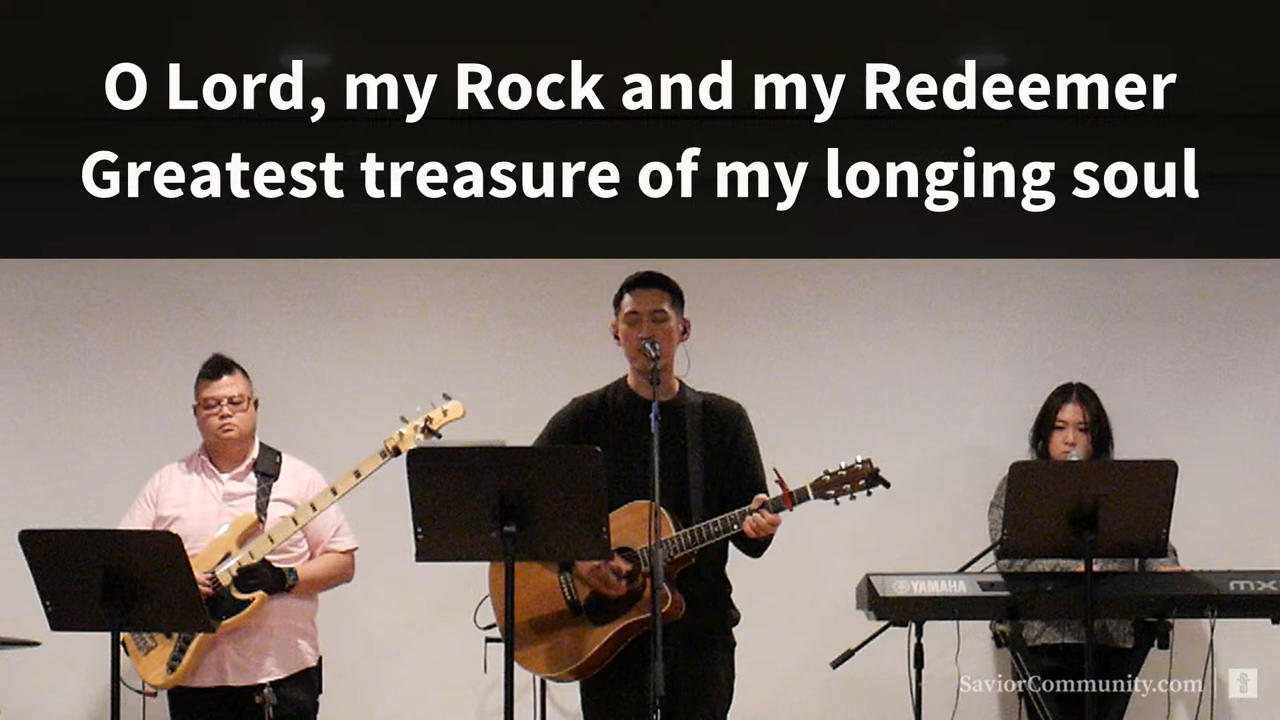 O Lord, my Rock and my Redeemer
Greatest treasure of my longing soul
YAMAHA
MX
SaviorCommunity.com